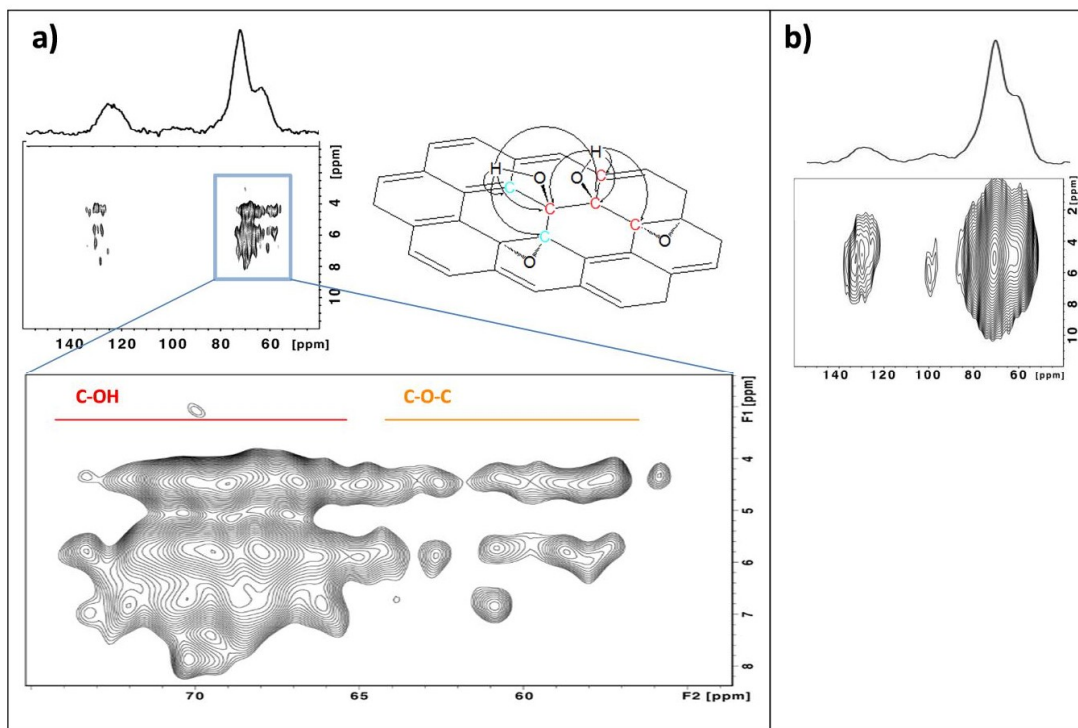 a)
4
6
8
10
[ppm]
140 120 100 80 70 60 [ppm]
H O O H
C C
C C
C C
O O
b)
2
4
6
8
10
[ppm]
140 120 100 80 60 [ppm]
C-OH C-O-C
F1 [ppm]
4
5
6
7
8
70 65 60 F2 [ppm]